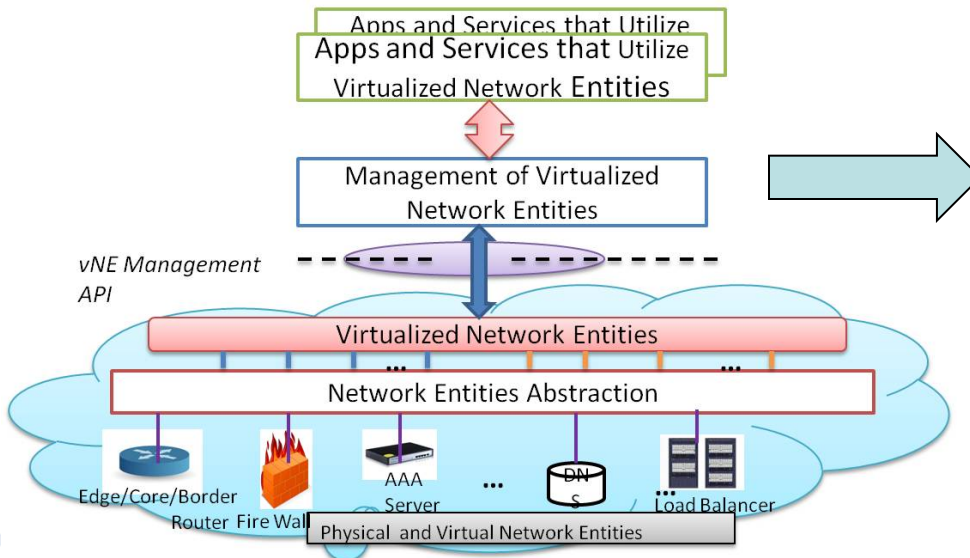 Apps and Services that Utilize
Apps and Services that Utilize
Virtualized Network Entities
Management of Virtualized
Network Entities
vNE Management
API
Virtualized Network Entities
...
...
Network Entities Abstraction
Edge/Core/Border
Router
Fire Wall
AAA
Server
...
DN
S
...
Load Balancer
Physical and Virtual Network Entities